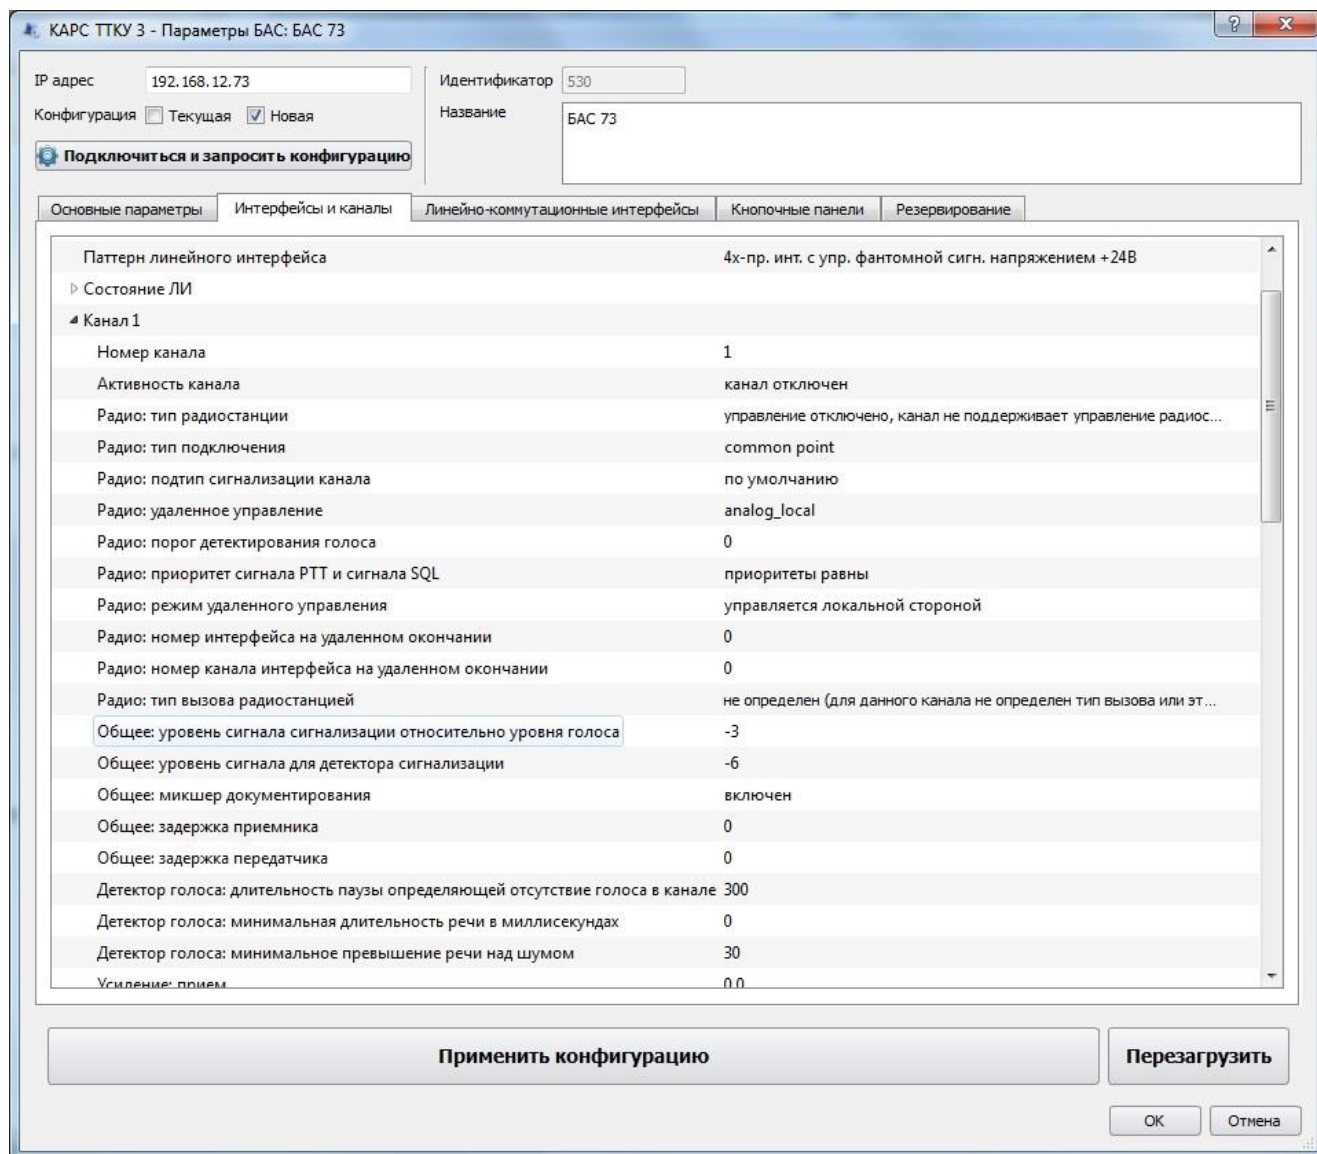 КАРС ТТКУ 3 - Параметры БАС: БАС 73
IP адрес 192.168.12.73 Идентификатор 530
Конфигурация Текущая Новая Название БАС 73
Подключиться и запросить конфигурацию
Основные параметры Интерфейсы и каналы Линейно-коммутационные интерфейсы Кнопочные панели Резервирование
Паттерн линейного интерфейса 4х-пр. инт. с упр. фантомной сигн. напряжением +24В
Состояние ЛИ
Канал 1
Номер канала 1
Активность канала канал отключен
Радио: тип радиостанции управление отключено, канал не поддерживает управление радиос...
Радио: тип подключения common point
Радио: подтип сигнализации канала по умолчанию
Радио: удаленное управление analog_local
Радио: порог детектирования голоса 0
Радио: приоритет сигнала PTT и сигнала SQL приоритеты равны
Радио: режим удаленного управления управляется локальной стороной
Радио: номер интерфейса на удаленном окончании 0
Радио: номер канала интерфейса на удаленном окончании 0
Радио: тип вызова радиостанцией не определен (для данного канала не определен тип вызова или эт...
Общее: уровень сигнала сигнализации относительно уровня голоса -3
Общее: уровень сигнала для детектора сигнализации -6
Общее: микшер документирования включен
Общее: задержка приемника 0
Общее: задержка передатчика 0
Детектор голоса: длительность паузы определяющей отсутствие голоса в канале 300
Детектор голоса: минимальная длительность речи в миллисекундах 0
Детектор голоса: минимальное превышение речи над шумом 30
Усиление: прием 0.0
Применить конфигурацию Перезагрузить
OK Отмена